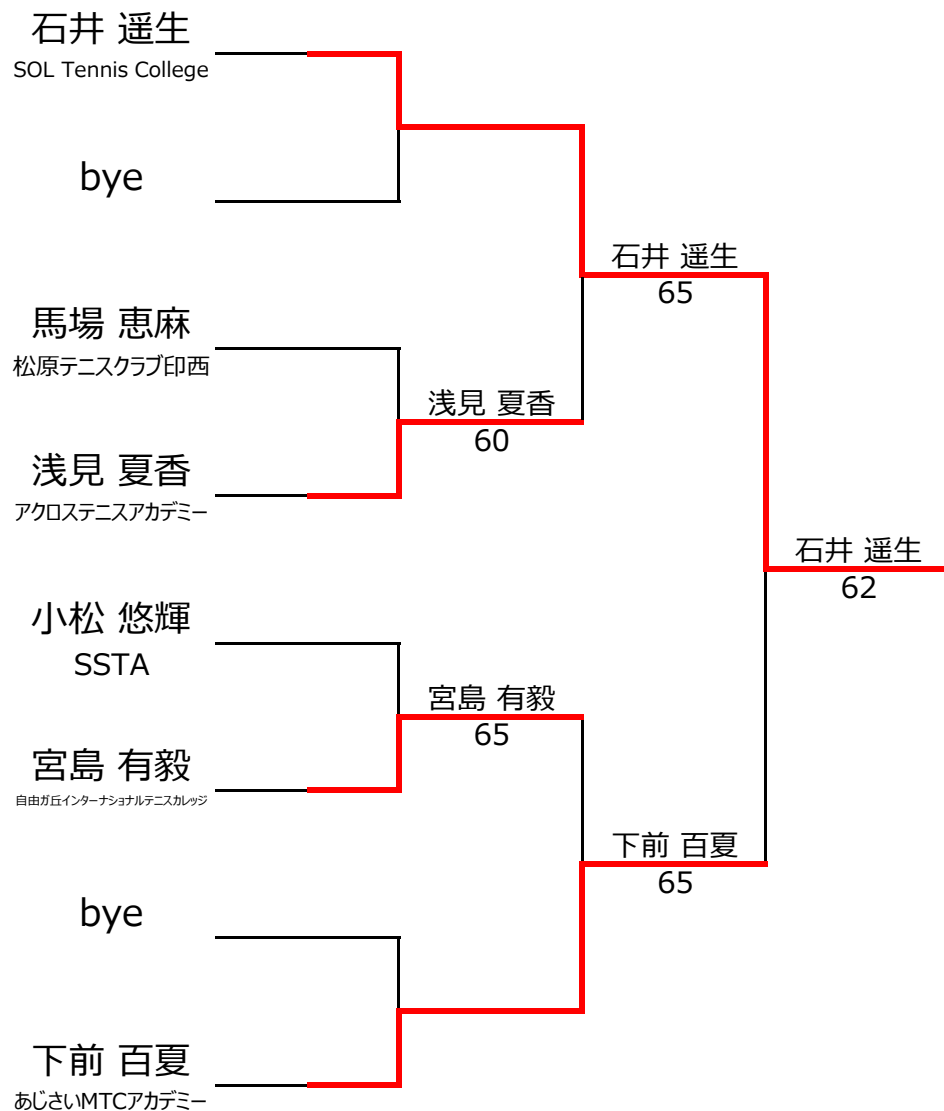 石井 遥生
SOL Tennis College
bye
馬場 恵麻
松原テニスクラブ印西
浅見 夏香
アクロステニスアカデミー
小松 悠輝
SSTA
宮島 有毅
自由ガ丘インターナショナルテニスカレッジ
bye
下前 百夏
あじさいMTCアカデミー
浅見 夏香
60
宮島 有毅
65
石井 遥生
65
下前 百夏
65
石井 遥生
62